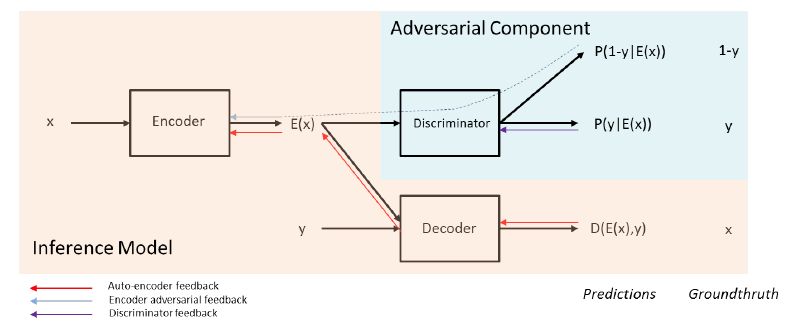 Adversarial Component
P(1-y|E(x))
1-y
x
Encoder
E(x)
Discriminator
P(y|E(x))
y
y
Decoder
D(E(x),y)
x
Inference Model
Auto-encoder feedback
Encoder adversarial feedback
Discriminator feedback
Predictions
Groundthruth